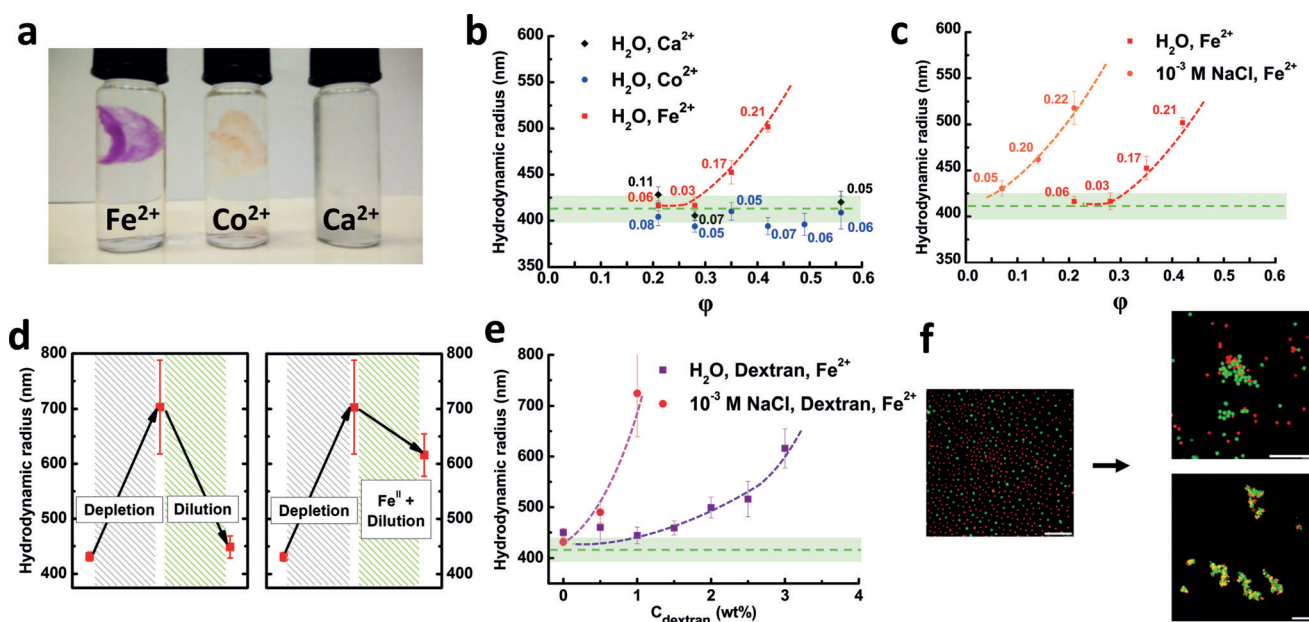 a
Fe2+
Co2+
Ca2+
b
Hydrodynamic radius (nm)
600
550
500
450
400
350
H2O, Ca2+
H2O, Co2+
H2O, Fe2+
0.11
0.06
0.08
0.03
0.07
0.05
0.17
0.05
0.21
0.07
0.06
0.05
0.06
0.0 0.1 0.2 0.3 0.4 0.5 0.6
φ
c
Hydrodynamic radius (nm)
600
550
500
450
400
350
H2O, Fe2+
10-3 M NaCl, Fe2+
0.05
0.20
0.22
0.06
0.03
0.17
0.21
0.0 0.1 0.2 0.3 0.4 0.5 0.6
φ
d
Hydrodynamic radius (nm)
800
700
600
500
400
Depletion
Dilution
Depletion
FeII +
Dilution
800
700
600
500
400
e
Hydrodynamic radius (nm)
800
700
600
500
400
H2O, Dextran, Fe2+
10-3 M NaCl, Dextran, Fe2+
0 1 2 3 4
Cdextran (wt%)
f